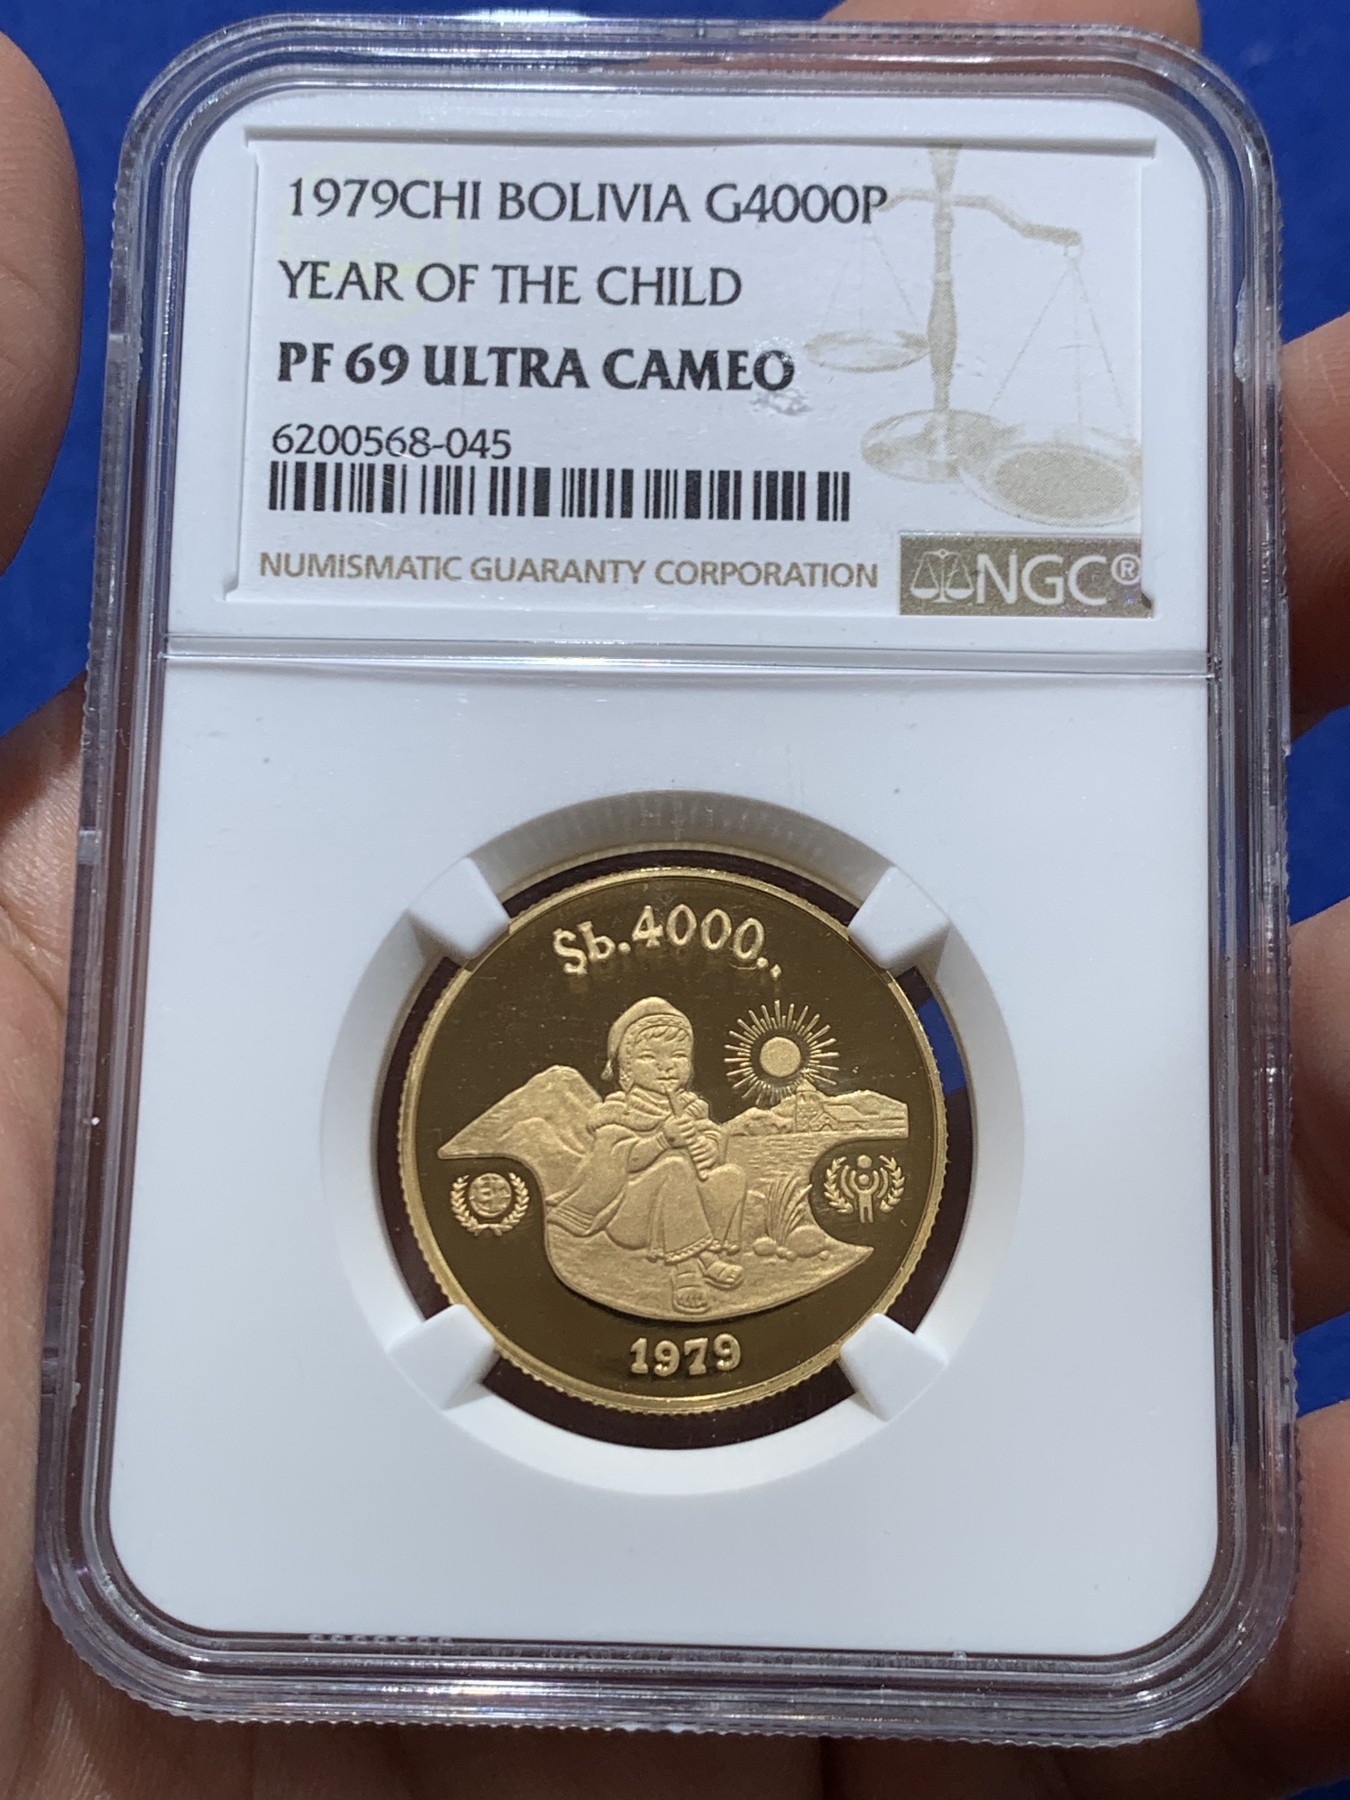 1979CHI BOLIVIA G4000P
YEAR OF THE CHILD
PF 69 ULTRA CAMEO
6200568-045
NUMISMATIC GUARANTY CORPORATION
NGC®
$b.4000..
1979